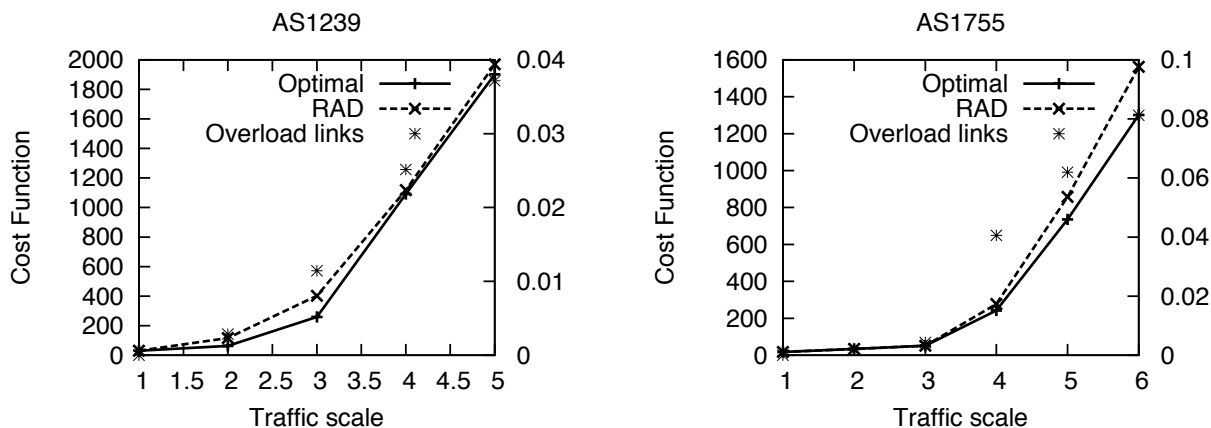 AS1239
2000
1800
1600
1400
1200
1000
800
600
400
200
0
Cost Function
Optimal
RAD
Overload links
0.04
0.03
0.02
0.01
0
1 1.5 2 2.5 3 3.5 4 4.5 5
Traffic scale
AS1755
1600
1400
1200
1000
800
600
400
200
0
Cost Function
Optimal
RAD
Overload links
0.1
0.08
0.06
0.04
0.02
0
1 2 3 4 5 6
Traffic scale